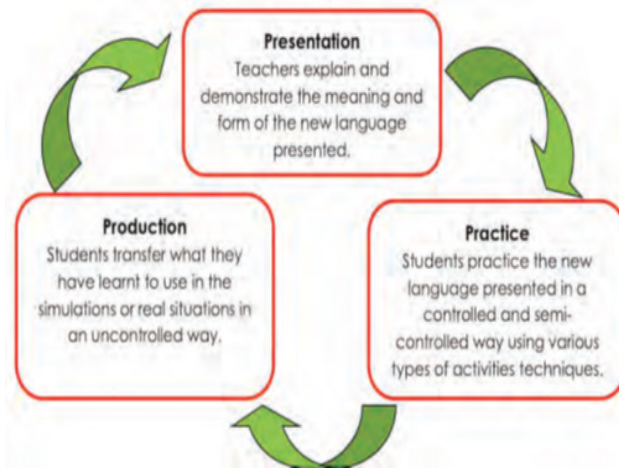 Presentation
Teachers explain and
demonstrate the meaning and
form of the new language
presented.
Production
Students transfer what they
have learnt to use in the
simulations or real situations in
an uncontrolled way.
Practice
Students practice the new
language presented in a
controlled and semi-
controlled way using various
types of activities techniques.